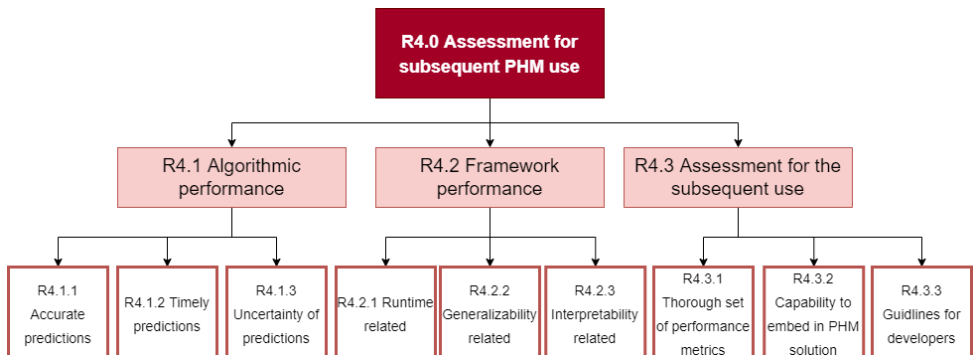 R4.0 Assessment for
subsequent PHM use
R4.1 Algorithmic
performance
R4.2 Framework
performance
R4.3 Assessment for the
subsequent use
R4.1.1
Accurate
predictions
R4.1.2 Timely
predictions
R4.1.3
Uncertainty of
predictions
R4.2.1 Runtime
related
R4.2.2
Generalizability
related
R4.2.3
Interpretability
related
R4.3.1
Thorough set
of performance
metrics
R4.3.2
Capability to
embed in PHM
solution
R4.3.3
Guidlines for
developers